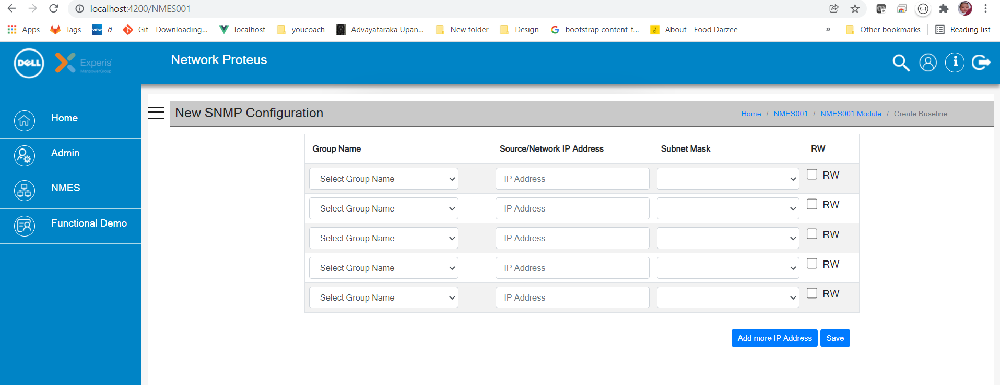 localhost:4200/NMES001
Apps Tags vmw ∂ Git - Downloading... localhost youcoach Advayataraka Upan... New folder Design bootstrap content-f... About - Food Darzee » Other bookmarks Reading list
DELL Experis ManpowerGroup Network Proteus
Home
Admin
NMES
Functional Demo
New SNMP Configuration Home / NMES001 / NMES001 Module / Create Baseline
Group Name Source/Network IP Address Subnet Mask RW
Select Group Name IP Address RW
Select Group Name IP Address RW
Select Group Name IP Address RW
Select Group Name IP Address RW
Select Group Name IP Address RW
Add more IP Address Save